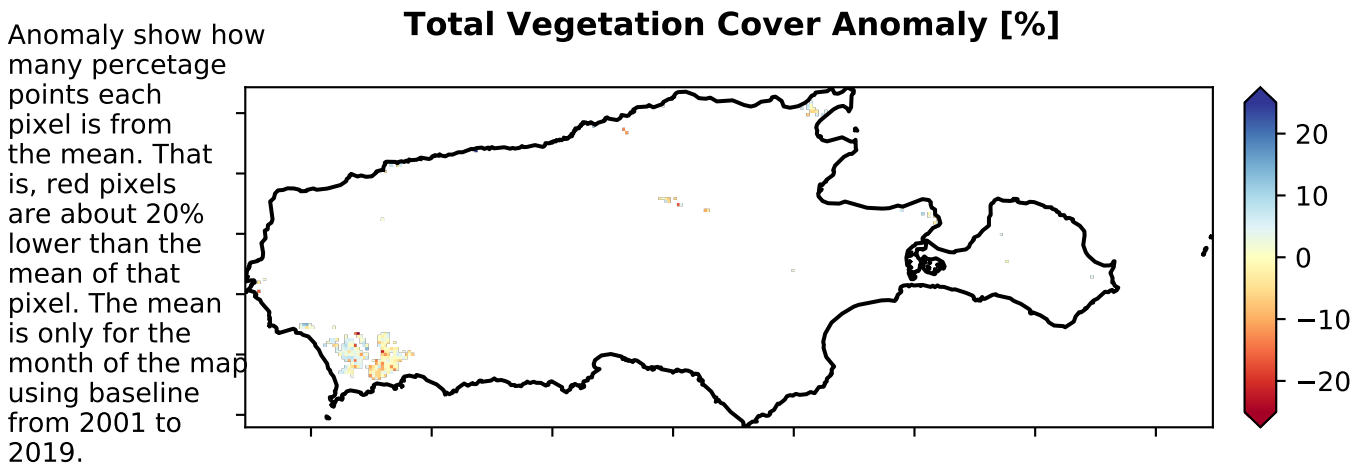 Total Vegetation Cover Anomaly [%]
Anomaly show how
many percetage
points each
pixel is from
the mean. That
is, red pixels
are about 20%
lower than the
mean of that
pixel. The mean
is only for the
month of the map
using baseline
from 2001 to
2019.
20
10
0
−10
−20